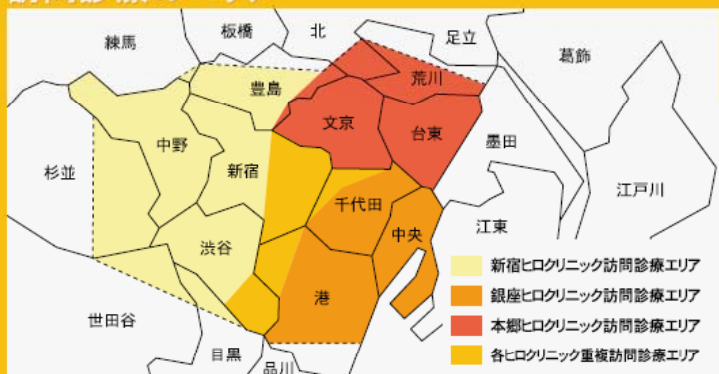 練馬
板橋
北
足立
葛飾
豊島
荒川
文京
台東
墨田
中野
新宿
杉並
江戸川
千代田
中央
江東
渋谷
港
世田谷
目黒
品川
新宿ヒロクリニック訪問診療エリア
銀座ヒロクリニック訪問診療エリア
本郷ヒロクリニック訪問診療エリア
各ヒロクリニック重複訪問診療エリア